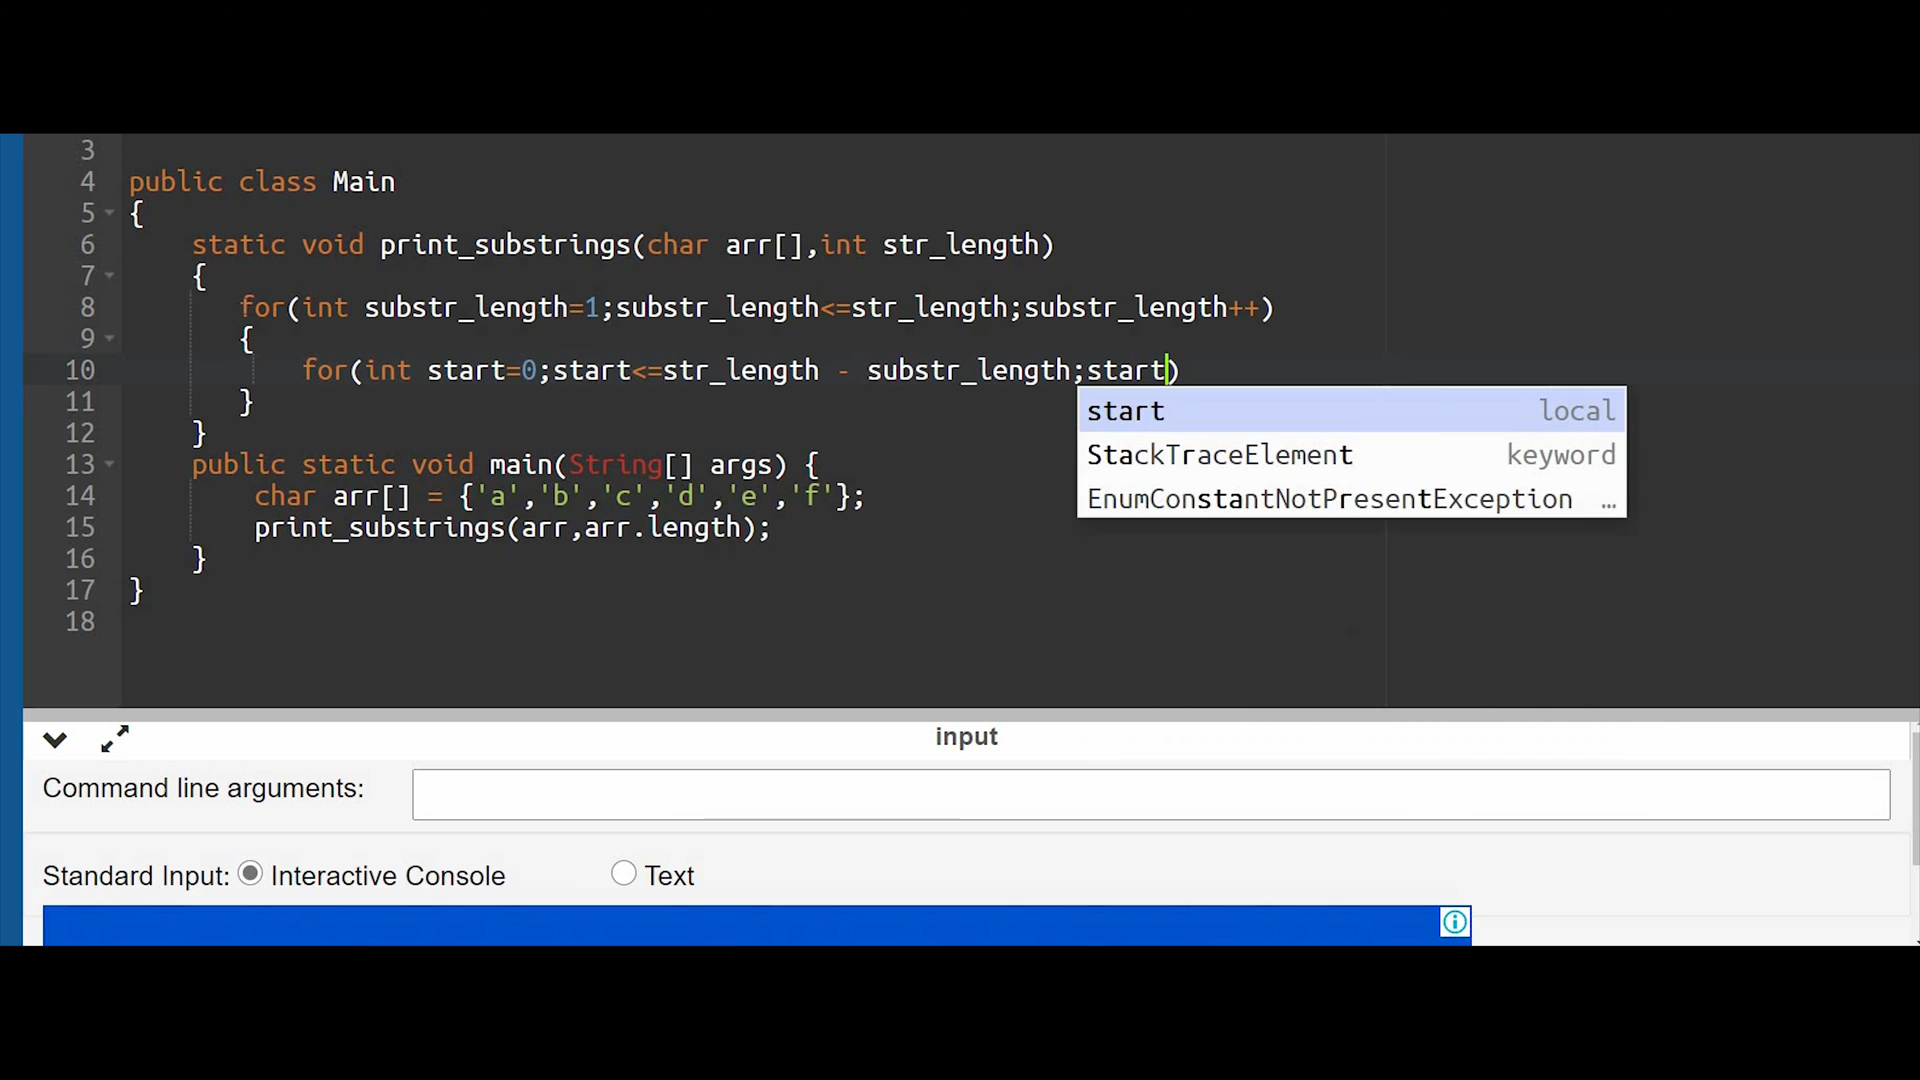 3
4 public class Main
5 {
6 static void print_substrings(char arr[],int str_length)
7 {
8 for(int substr_length=1;substr_length<=str_length;substr_length++)
9 {
10 for(int start=0;start<=str_length - substr_length;start)
11 }
12 }
13 public static void main(String[] args) {
14 char arr[] = {'a','b','c','d','e','f'};
15 print_substrings(arr,arr.length);
16 }
17 }
18
start local
StackTraceElement keyword
EnumConstantNotPresentException …
input
Command line arguments:
Standard Input: Interactive Console Text